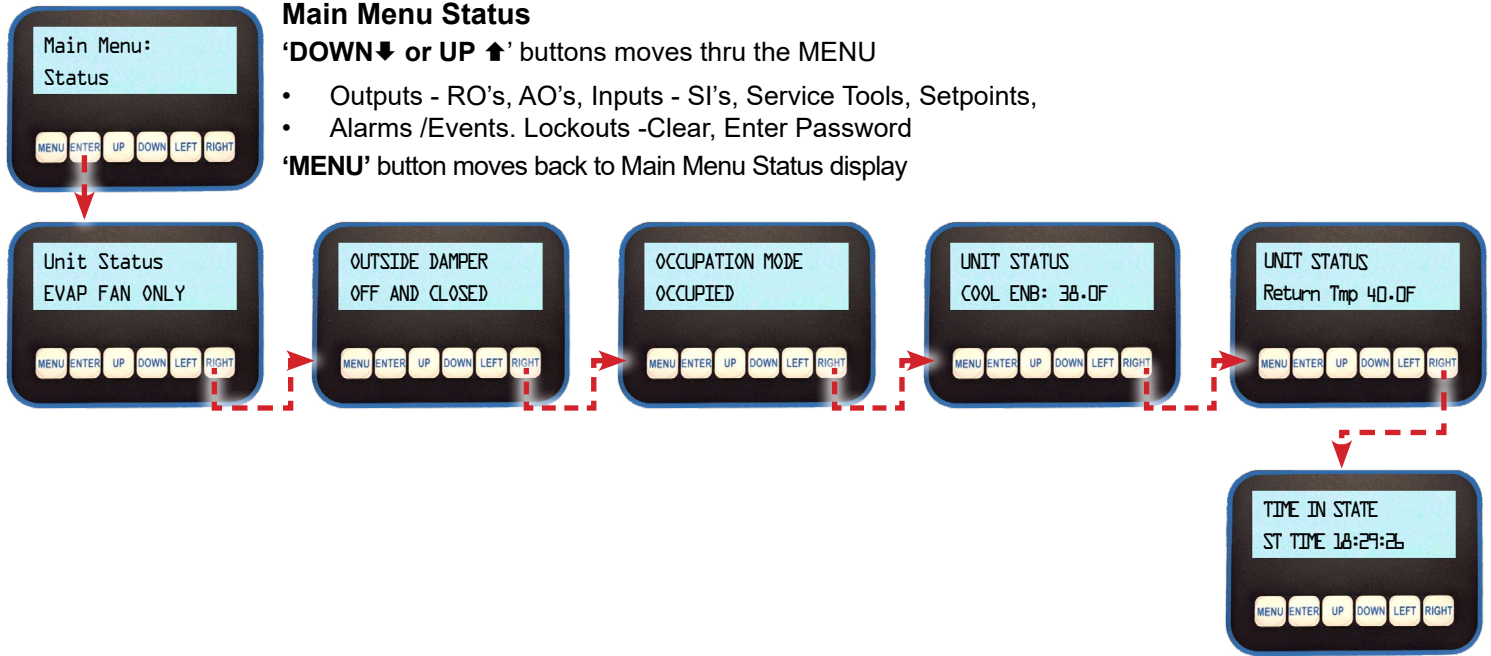 Main Menu Status
‘DOWN⬇ or UP ⬆’ buttons moves thru the MENU
• Outputs - RO’s, AO’s, Inputs - SI’s, Service Tools, Setpoints,
• Alarms /Events. Lockouts -Clear, Enter Password
‘MENU’ button moves back to Main Menu Status display
Main Menu:
Status
MENU ENTER UP DOWN LEFT RIGHT
Unit Status
EVAP FAN ONLY
MENU ENTER UP DOWN LEFT RIGHT
OUTSIDE DAMPER
OFF AND CLOSED
MENU ENTER UP DOWN LEFT RIGHT
OCCUPATION MODE
OCCUPIED
MENU ENTER UP DOWN LEFT RIGHT
UNIT STATUS
COOL ENB: 38.0F
MENU ENTER UP DOWN LEFT RIGHT
UNIT STATUS
Return Tmp 40.0F
MENU ENTER UP DOWN LEFT RIGHT
TIME IN STATE
ST TIME 18:29:26
MENU ENTER UP DOWN LEFT RIGHT